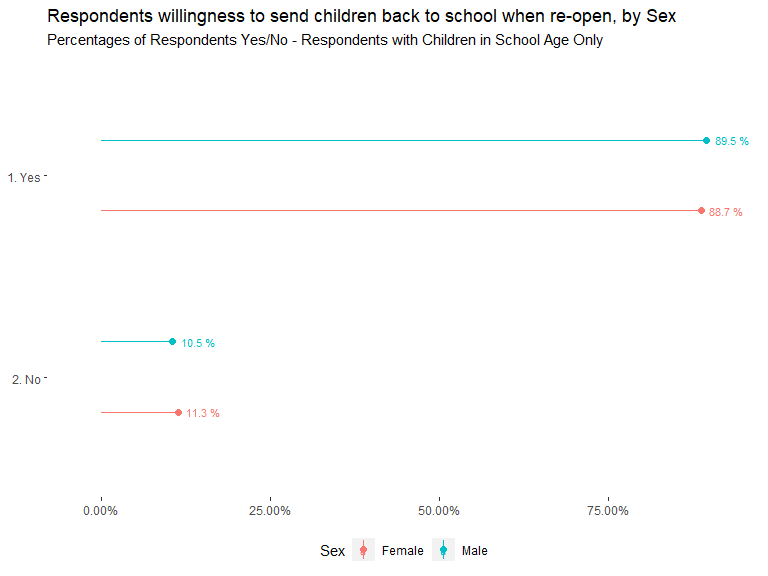 Respondents willingness to send children back to school when re-open, by Sex
Percentages of Respondents Yes/No - Respondents with Children in School Age Only
89.5 %
1. Yes
88.7 %
10.5 %
2. No
11.3 %
0.00% 25.00% 50.00% 75.00%
Sex Female Male